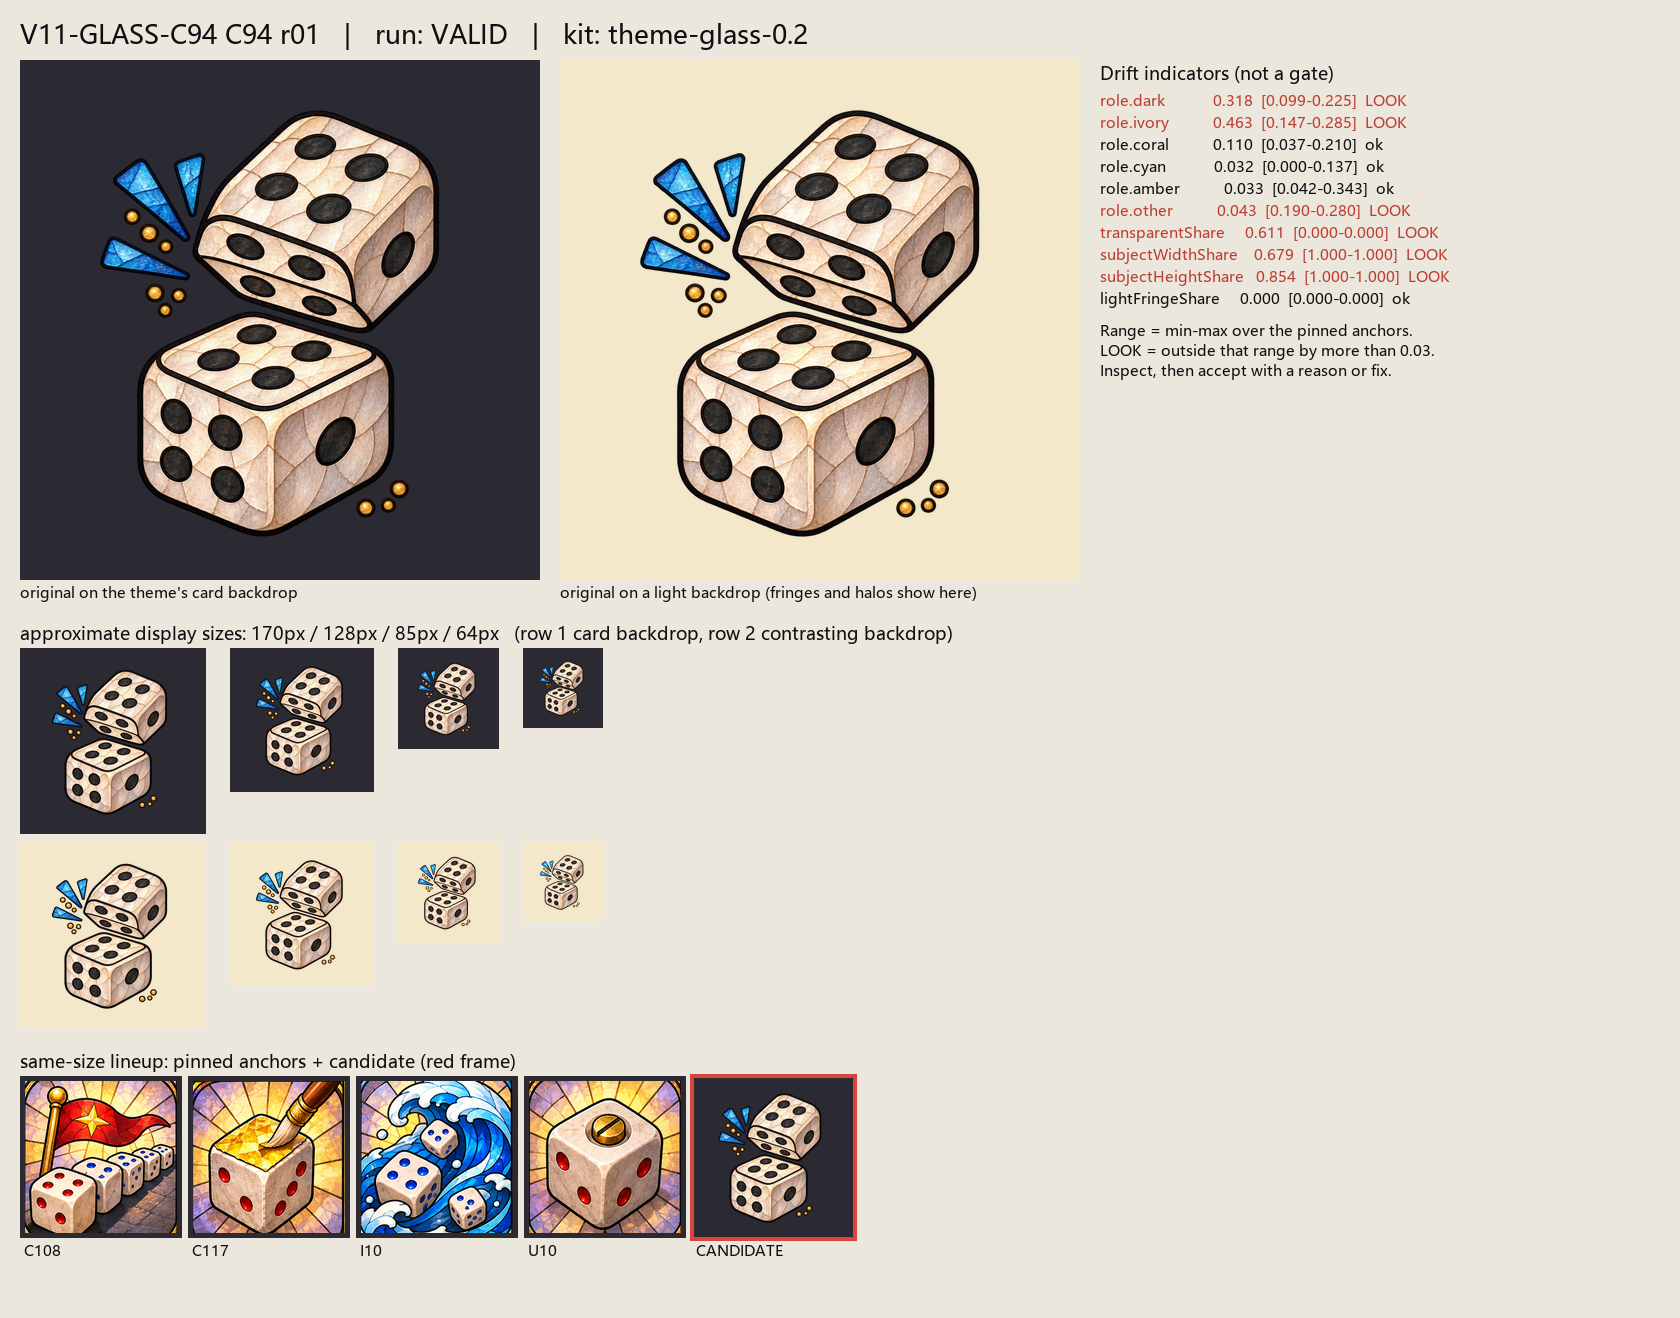 V11-GLASS-C94 C94 r01 | run: VALID | kit: theme-glass-0.2
Drift indicators (not a gate)
role.dark 0.318 [0.099-0.225] LOOK
role.ivory 0.463 [0.147-0.285] LOOK
role.coral 0.110 [0.037-0.210] ok
role.cyan 0.032 [0.000-0.137] ok
role.amber 0.033 [0.042-0.343] ok
role.other 0.043 [0.190-0.280] LOOK
transparentShare 0.611 [0.000-0.000] LOOK
subjectWidthShare 0.679 [1.000-1.000] LOOK
subjectHeightShare 0.854 [1.000-1.000] LOOK
lightFringeShare 0.000 [0.000-0.000] ok
Range = min-max over the pinned anchors.
LOOK = outside that range by more than 0.03.
Inspect, then accept with a reason or fix.
original on the theme's card backdrop
original on a light backdrop (fringes and halos show here)
approximate display sizes: 170px / 128px / 85px / 64px (row 1 card backdrop, row 2 contrasting backdrop)
same-size lineup: pinned anchors + candidate (red frame)
C108
C117
I10
U10
CANDIDATE